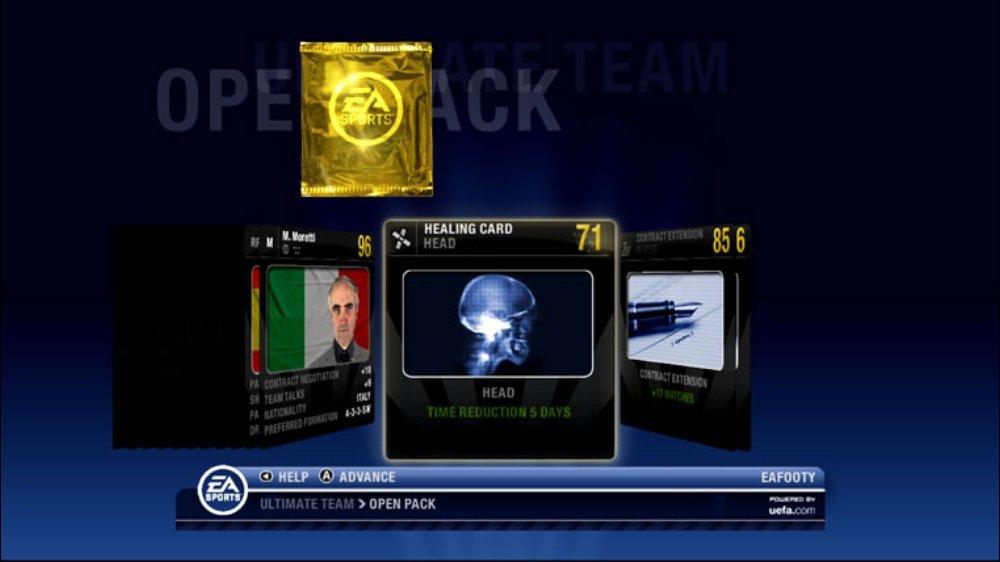 ULTIMATE TEAM
OPEN PACK
EA
SPORTS
M. Moretti
96
CONTRACT NEGOTIATION +10
TEAM TALKS +9
NATIONALITY ITALY
PREFERRED FORMATION 4-3-3-SW
PA
SH
PA
DR
HEALING CARD
HEAD
71
HEAD
TIME REDUCTION 5 DAYS
CONTRACT EXTENSION
PLAYER
85
6
CONTRACT EXTENSION
+17 MATCHES
EA
SPORTS
HELP A ADVANCE
EAFOOTY
ULTIMATE TEAM > OPEN PACK
POWERED BY
uefa.com